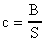 c = B/S